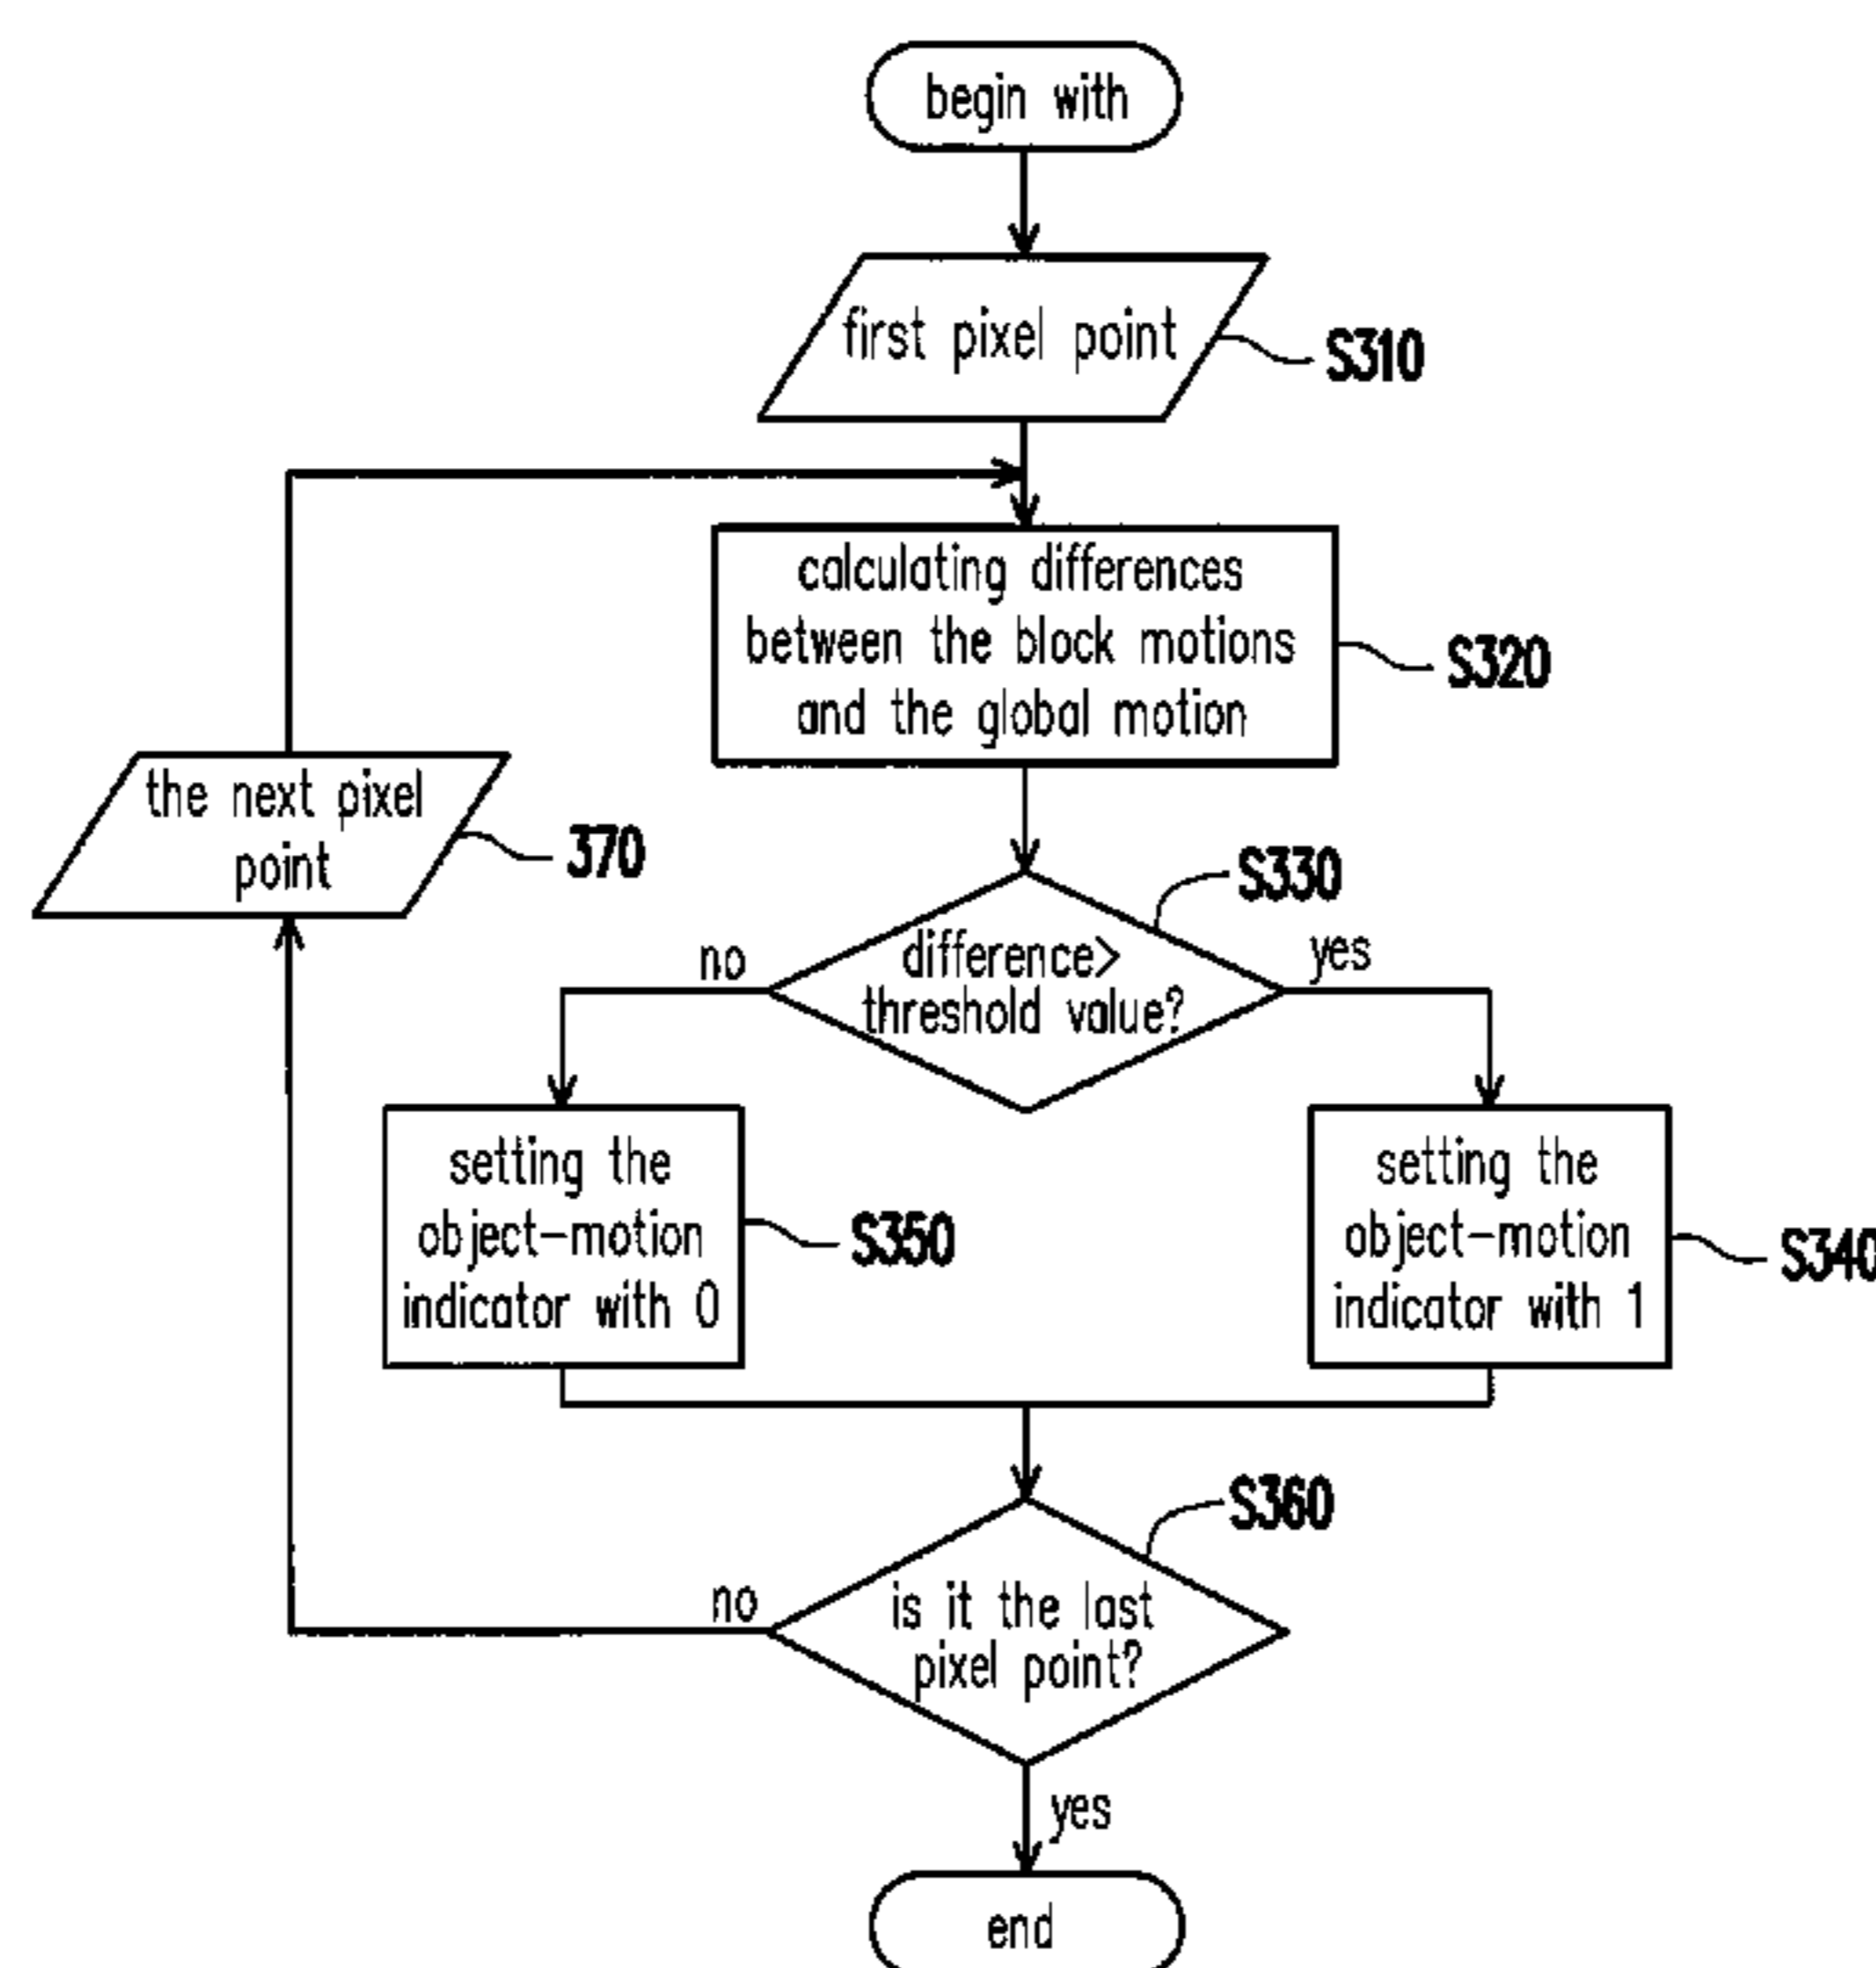 begin with
first pixel point
S310
calculating differences
between the block motions
and the global motion
S320
the next pixel
point
370
S330
difference>
threshold value?
no
yes
setting the
object-motion
indicator with 0
S350
setting the
object-motion
indicator with 1
S340
S360
is it the last
pixel point?
no
yes
end